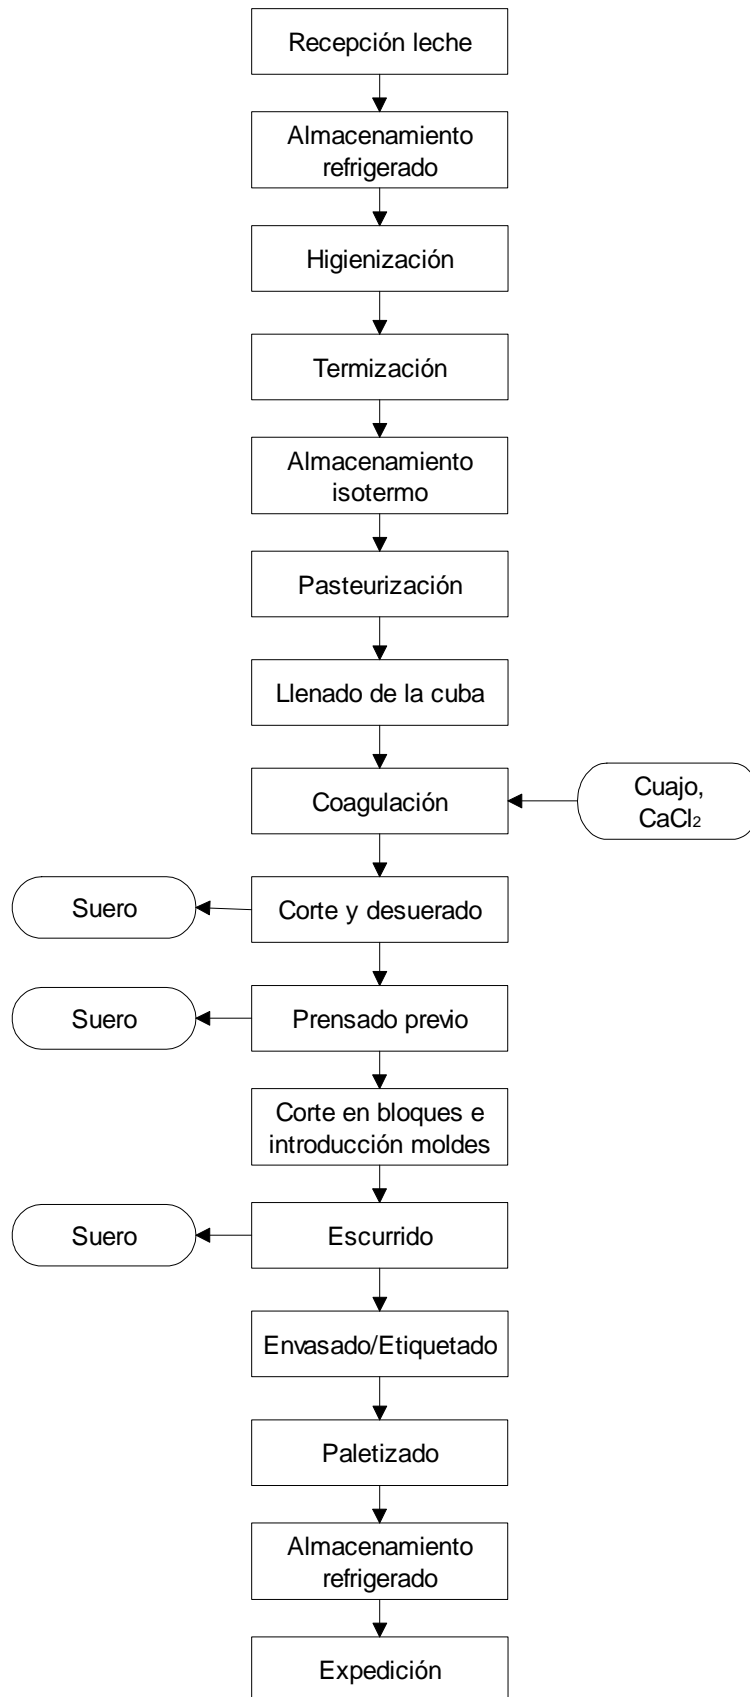 Recepción leche
Almacenamiento
refrigerado
Higienización
Termización
Almacenamiento
isotermo
Pasteurización
Llenado de la cuba
Coagulación
Cuajo,
CaCl₂
Suero
Corte y desuerado
Suero
Prensado previo
Corte en bloques e
introducción moldes
Suero
Escurrido
Envasado/Etiquetado
Paletizado
Almacenamiento
refrigerado
Expedición